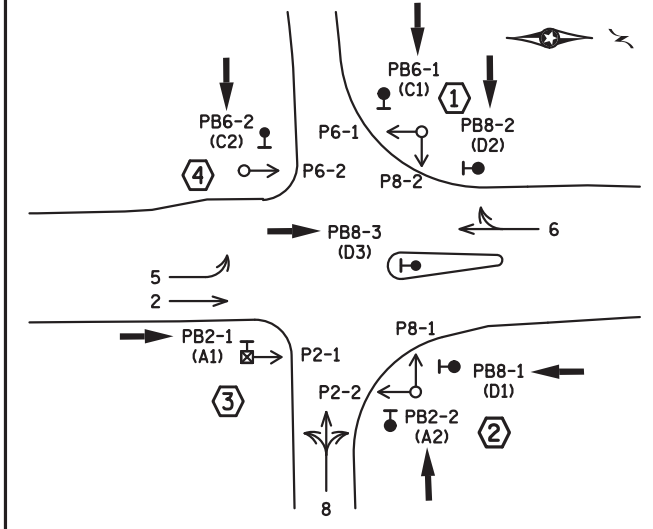 PB6-1
(C1)
1
PB6-2
(C2)
PB8-2
(D2)
P6-1
P6-2
P8-2
4
PB8-3
(D3)
6
5
2
P8-1
PB2-1
(A1)
P2-1
PB8-1
(D1)
P2-2
3
PB2-2
(A2)
2
8